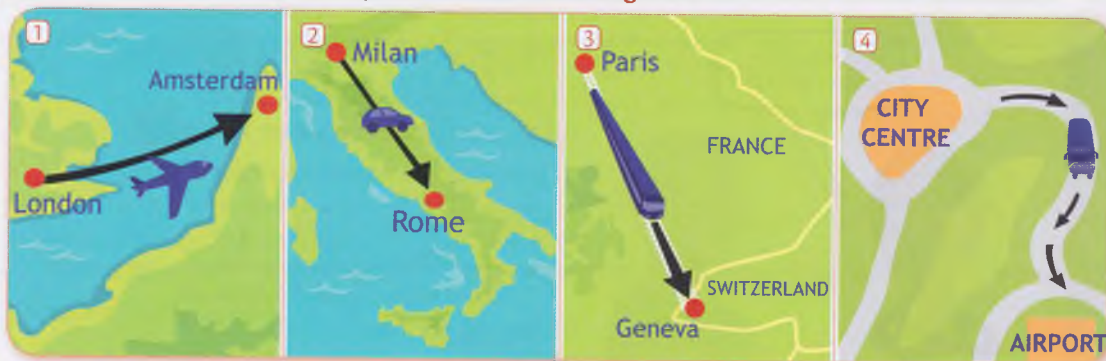 1
Amsterdam
London
2
Milan
Rome
3
Paris
FRANCE
SWITZERLAND
Geneva
4
CITY
CENTRE
AIRPORT